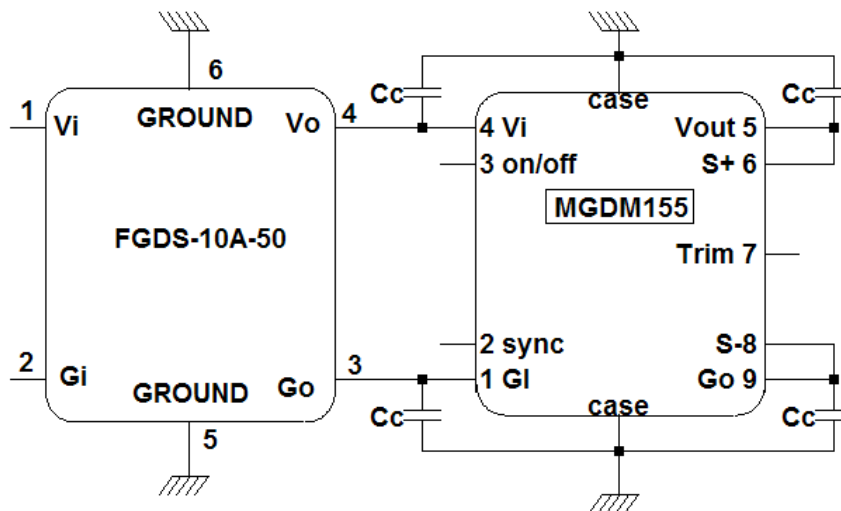 6
1
Vi
GROUND
Vo
4
FGDS-10A-50
2
Gi
GROUND
Go
3
5
Cc
case
Cc
4 Vi
Vout 5
3 on/off
S+ 6
MGDM155
Trim 7
2 sync
S-8
1 GI
Go 9
Cc
case
Cc